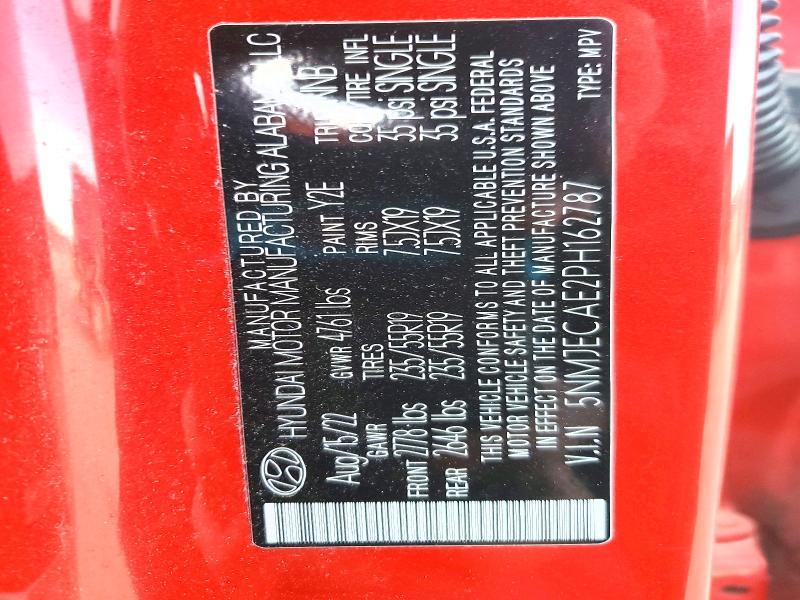 MANUFACTURED BY
HYUNDAI MOTOR MANUFACTURING ALABAMA LLC
Aug/15/22 GVWR 4761 lbs PAINT Y2E TRIM NNB
GAWR TIRES RIMS COLD TIRE INFL
FRONT 2778 lbs 235/55R19 7.5JX19 35 psi SINGLE
REAR 2646 lbs 235/55R19 7.5JX19 35 psi SINGLE
THIS VEHICLE CONFORMS TO ALL APPLICABLE U.S.A. FEDERAL
MOTOR VEHICLE SAFETY AND THEFT PREVENTION STANDARDS
IN EFFECT ON THE DATE OF MANUFACTURE SHOWN ABOVE
V.I.N 5NMJECAE2PH162787 TYPE: MPV